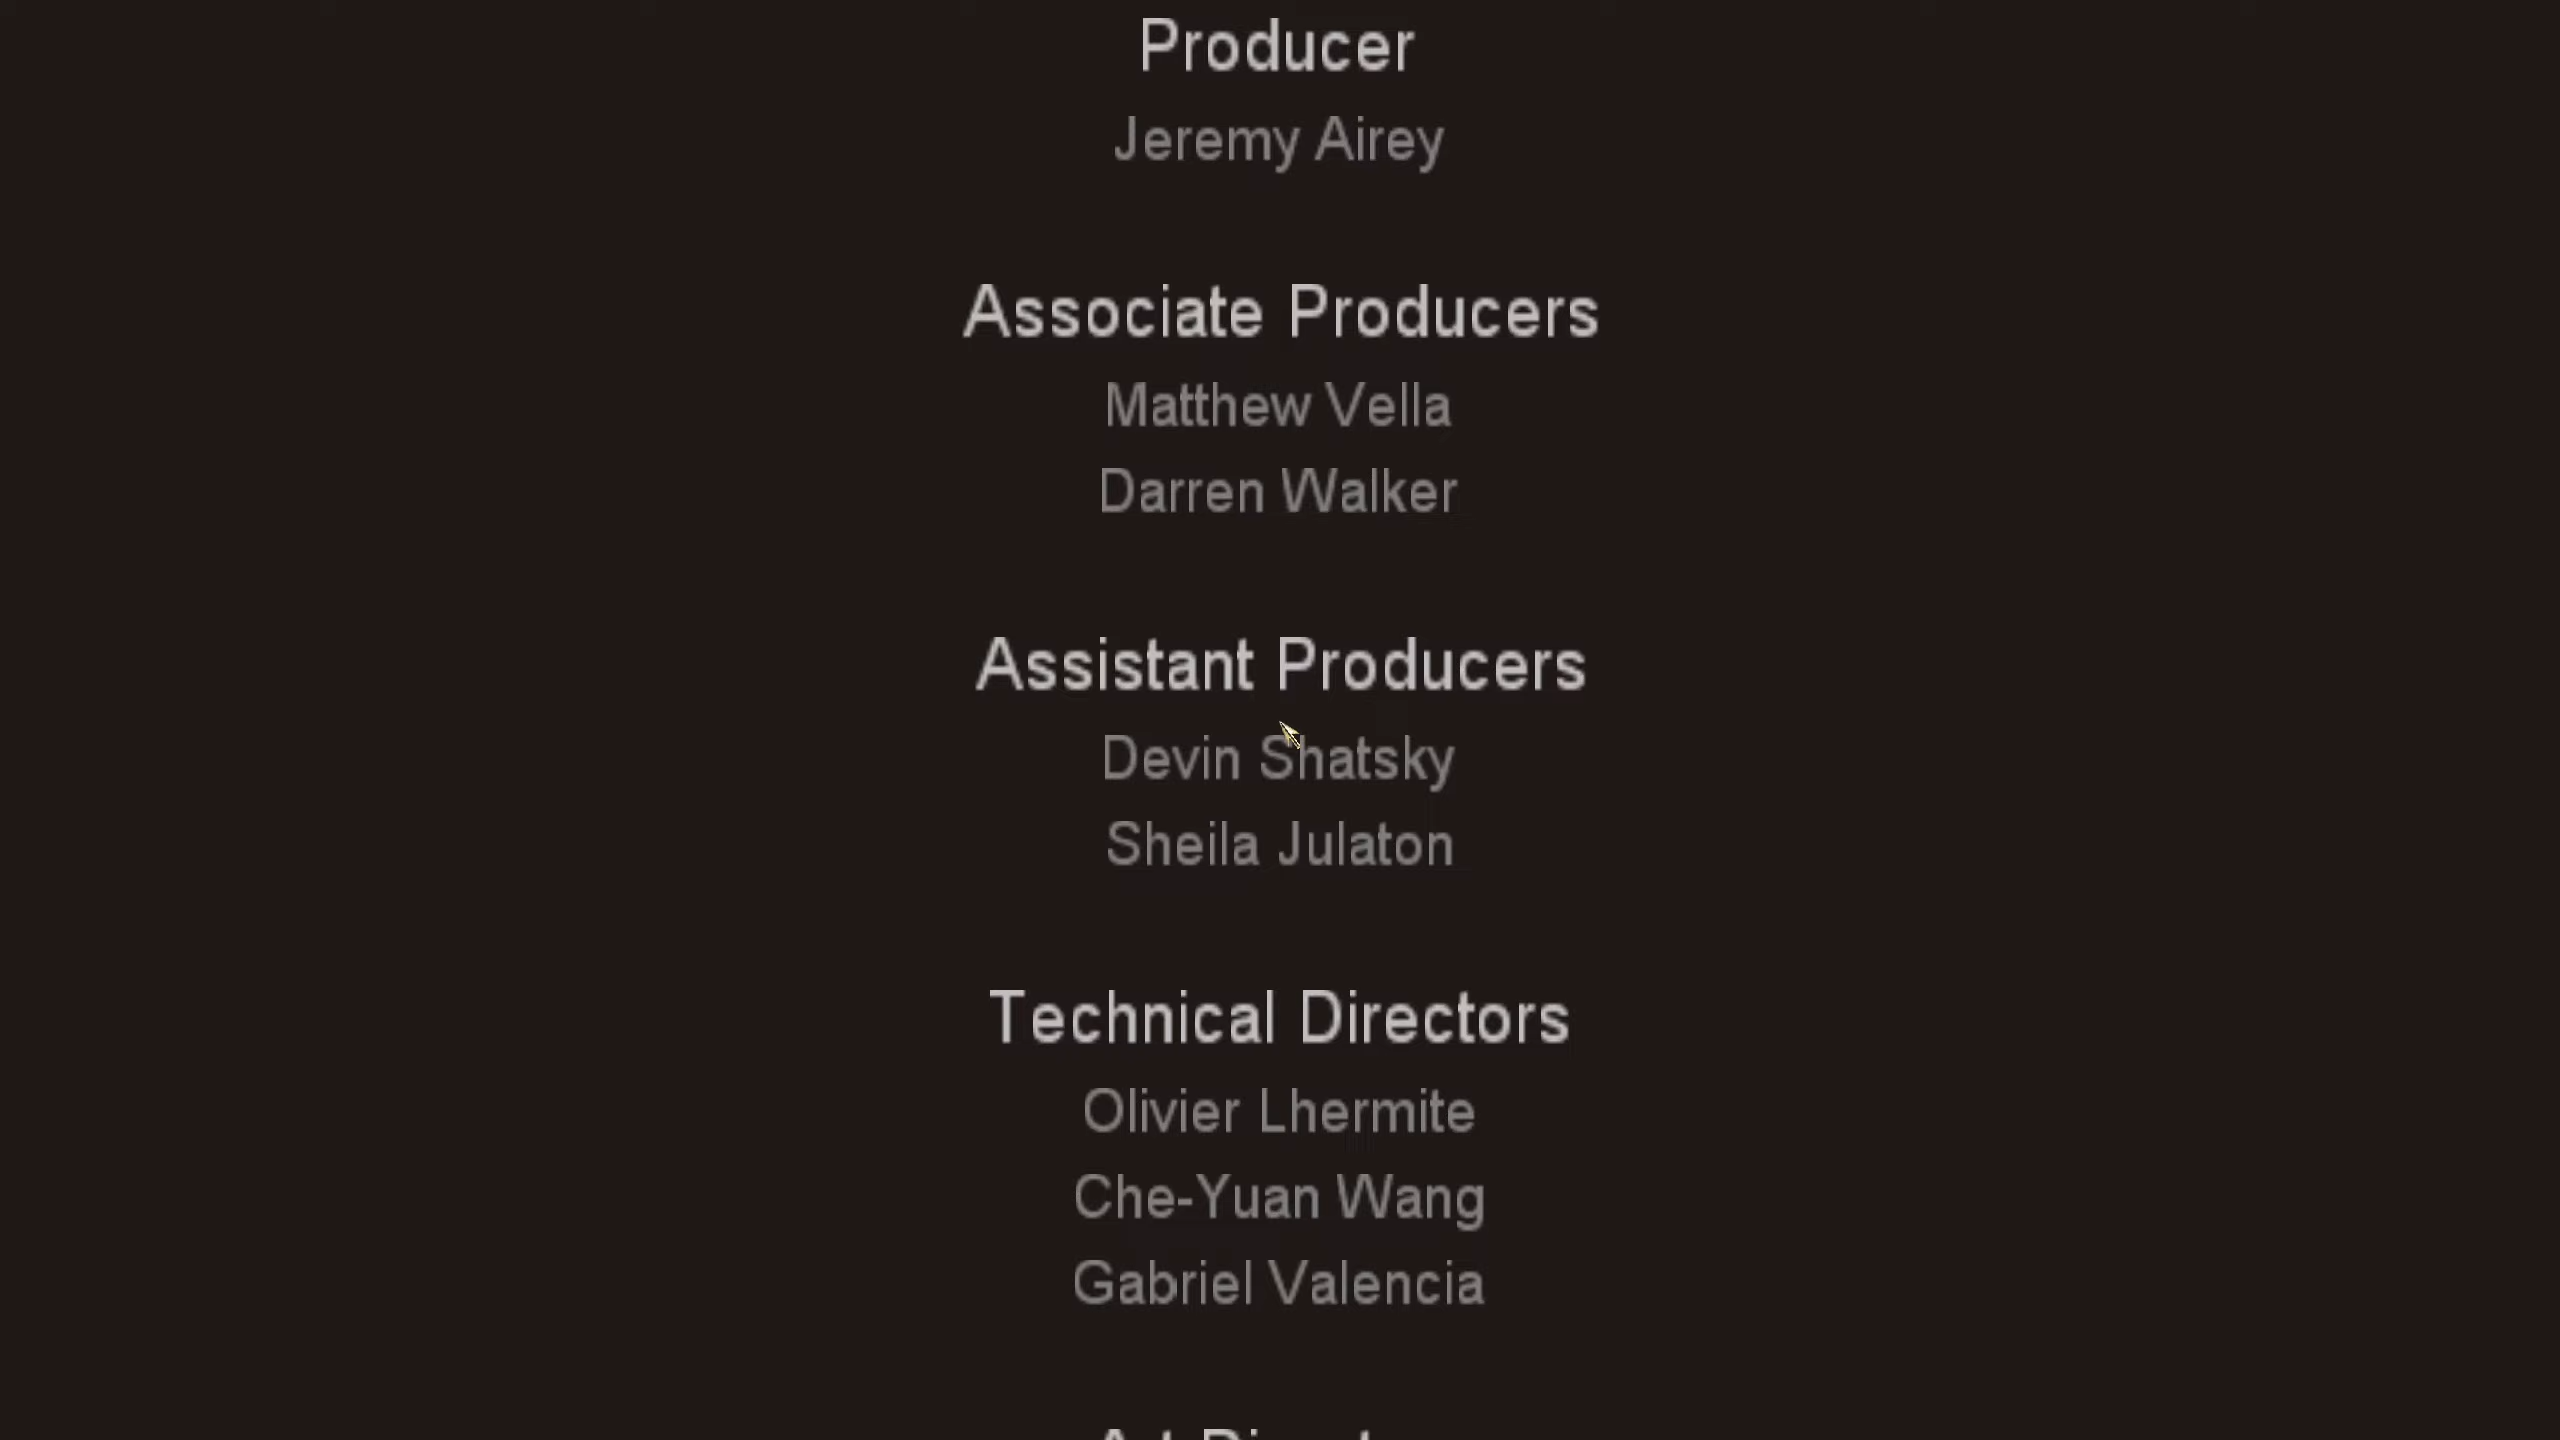 Producer
Jeremy Airey
Associate Producers
Matthew Vella
Darren Walker
Assistant Producers
Devin Shatsky
Sheila Julaton
Technical Directors
Olivier Lhermite
Che-Yuan Wang
Gabriel Valencia